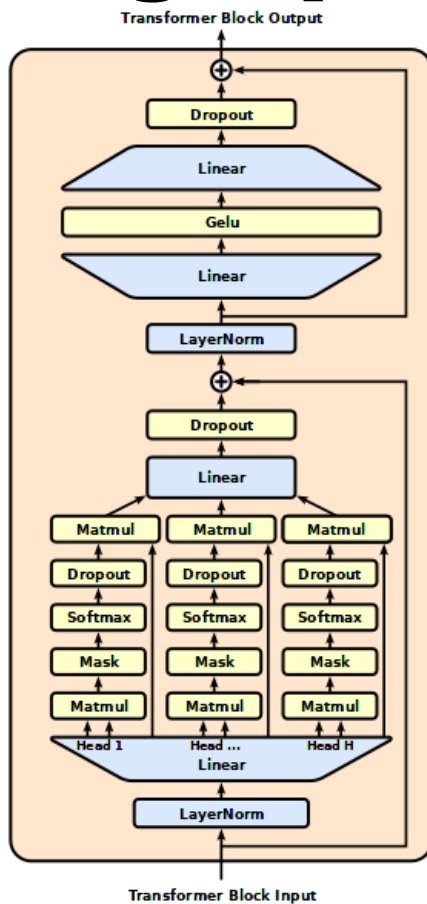 Transformer Block Output
Dropout
Linear
Gelu
Linear
LayerNorm
Dropout
Linear
Matmul Matmul Matmul
Dropout Dropout Dropout
Softmax Softmax Softmax
Mask Mask Mask
Matmul Matmul Matmul
Head 1 Head ... Head H
Linear
LayerNorm
Transformer Block Input